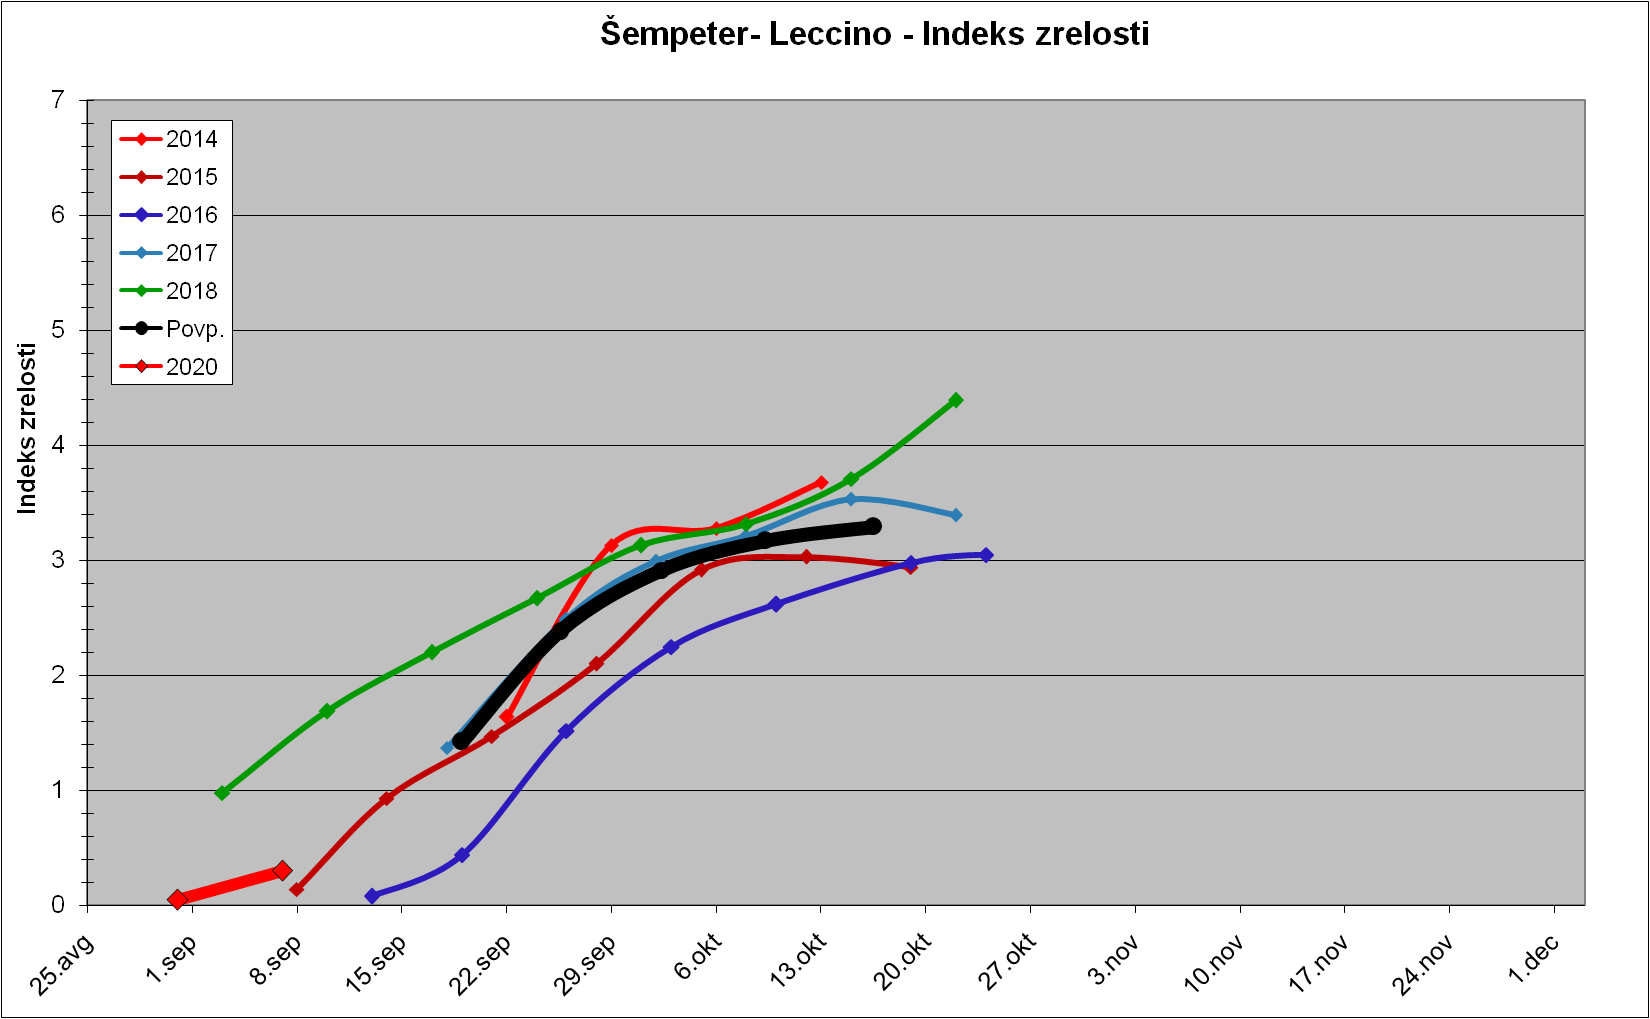 Šempeter- Leccino - Indeks zrelosti
7
6
5
4
3
2
1
0
Indeks zrelosti
2014
2015
2016
2017
2018
Povp.
2020
25.avg
1.sep
8.sep
15.sep
22.sep
29.sep
6.okt
13.okt
20.okt
27.okt
3.nov
10.nov
17.nov
24.nov
1.dec